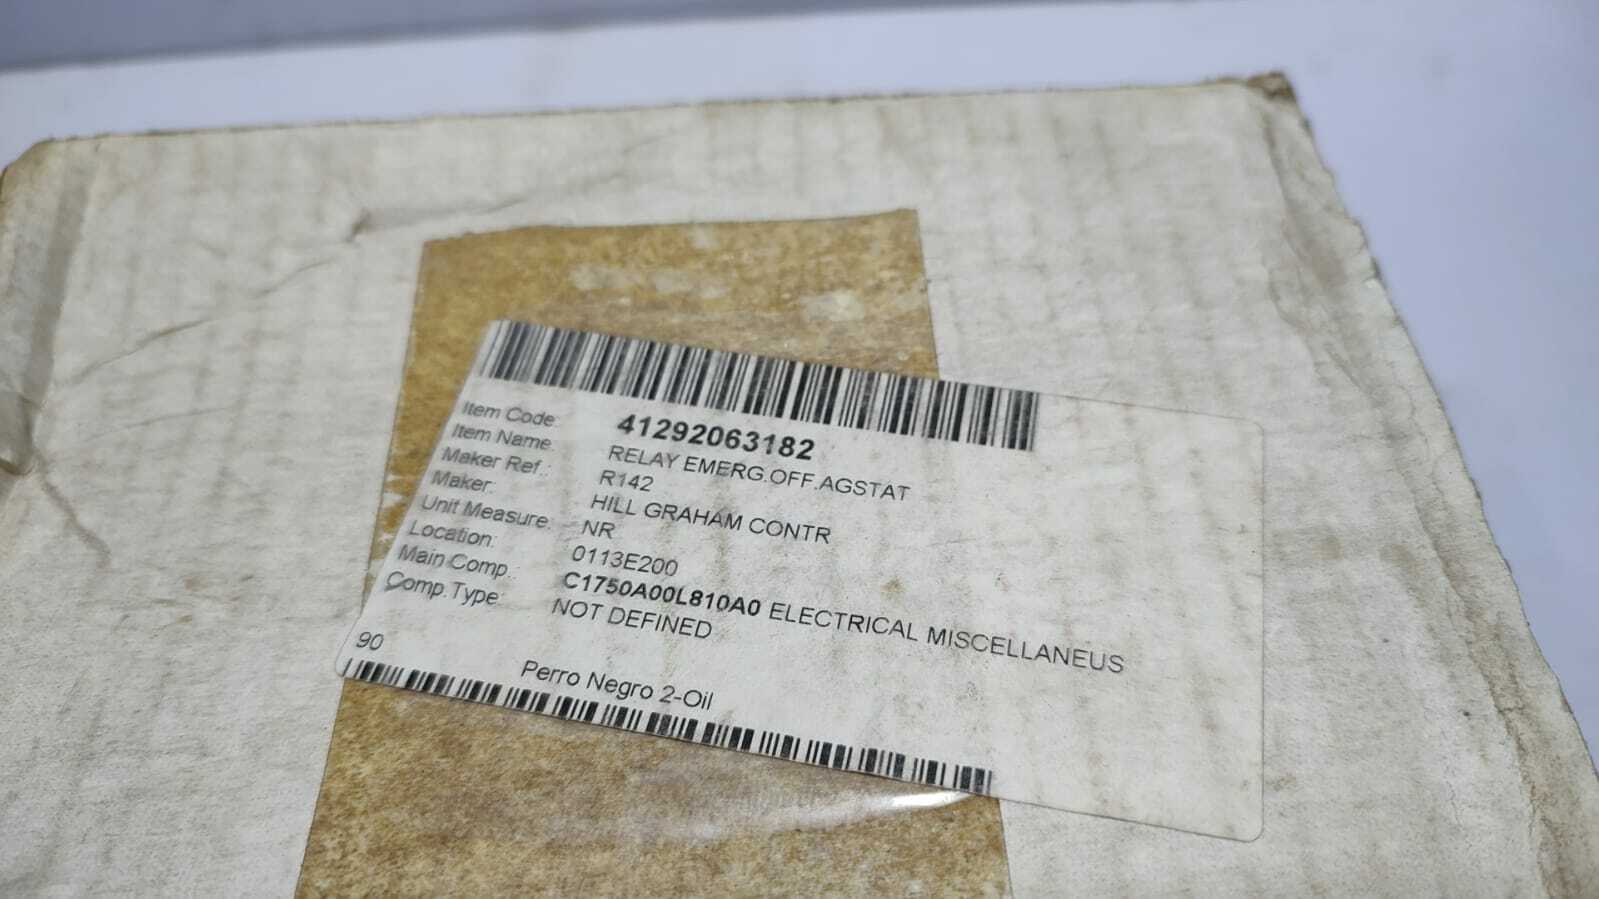 Item Code: 41292063182
Item Name: RELAY EMERG.OFF.AGSTAT
Maker Ref.: R142
Maker: HILL GRAHAM CONTR
Unit Measure: NR
Location: 0113E200
Main Comp.: C1750A00L810A0 ELECTRICAL MISCELLANEUS
Comp.Type: NOT DEFINED
90
Perro Negro 2-Oil